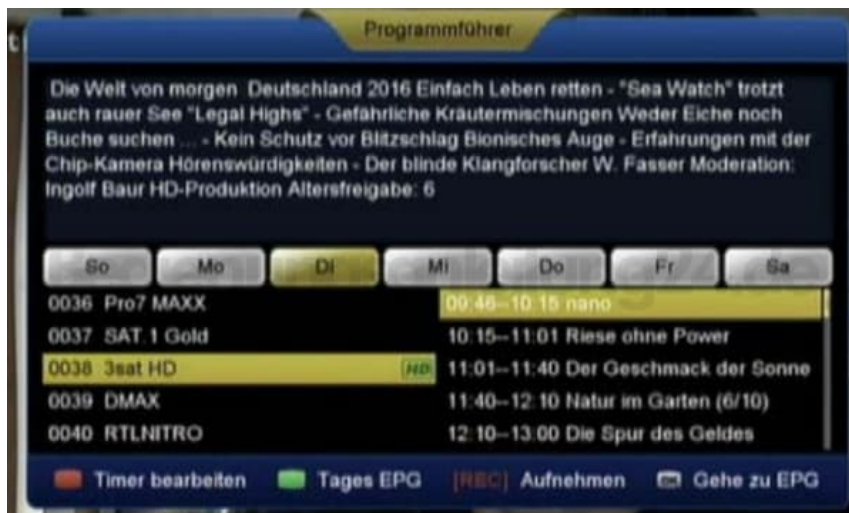 Programmführer
Die Welt von morgen Deutschland 2016 Einfach Leben retten - "Sea Watch" trotzt
auch rauer See "Legal Highs" - Gefährliche Kräutermischungen Weder Eiche noch
Buche suchen ... - Kein Schutz vor Blitzschlag Bionisches Auge - Erfahrungen mit der
Chip-Kamera Hörenswürdigkeiten - Der blinde Klangforscher W. Fasser Moderation:
Ingolf Baur HD-Produktion Altersfreigabe: 6
So Mo Di Mi Do Fr Sa
0036 Pro7 MAXX 09:46--10:15 nano
0037 SAT.1 Gold 10:15--11:01 Riese ohne Power
0038 3sat HD HD 11:01--11:40 Der Geschmack der Sonne
0039 DMAX 11:40--12:10 Natur im Garten (6/10)
0040 RTLNITRO 12:10--13:00 Die Spur des Geldes
Timer bearbeiten Tages EPG [REC] Aufnehmen OK Gehe zu EPG